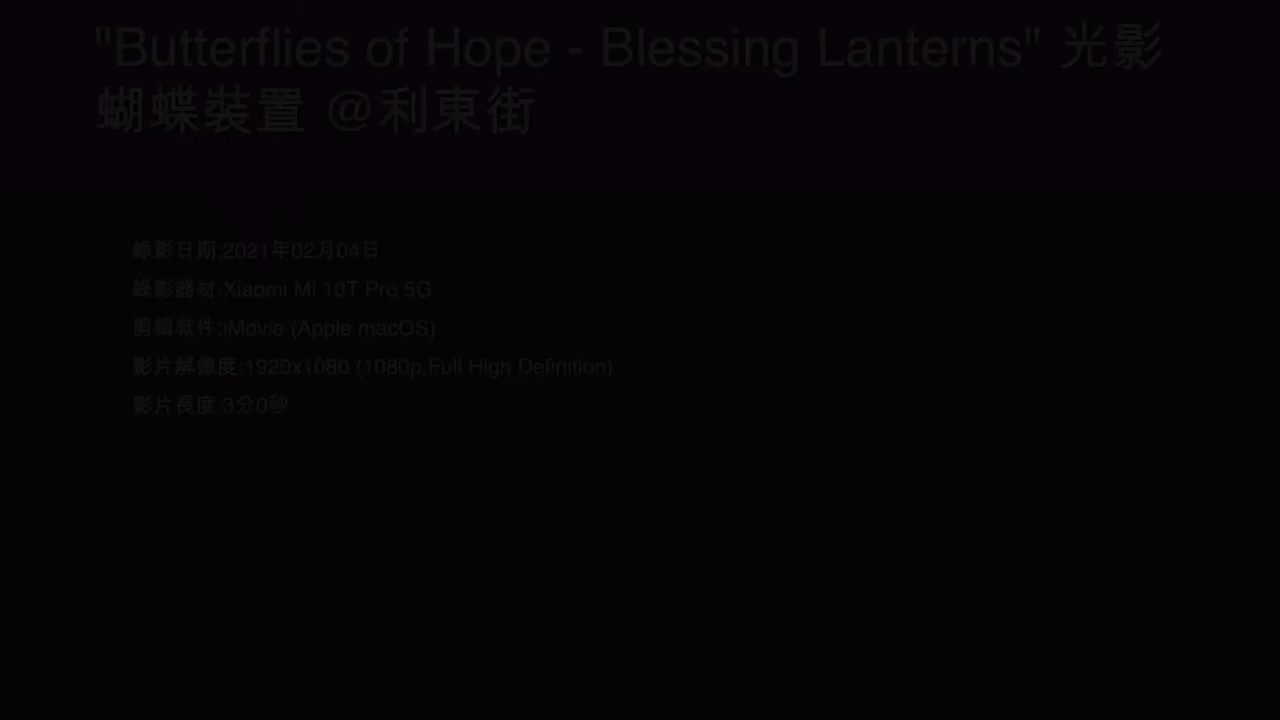 "Butterflies of Hope - Blessing Lanterns" 光影
蝴蝶裝置 @利東街
錄影日期:2021年02月04日
錄影器材:Xiaomi MI 10T Pro 5G
剪輯軟件:iMovie (Apple macOS)
影片解像度:1920x1080 (1080p,Full High Definition)
影片長度:3分0秒